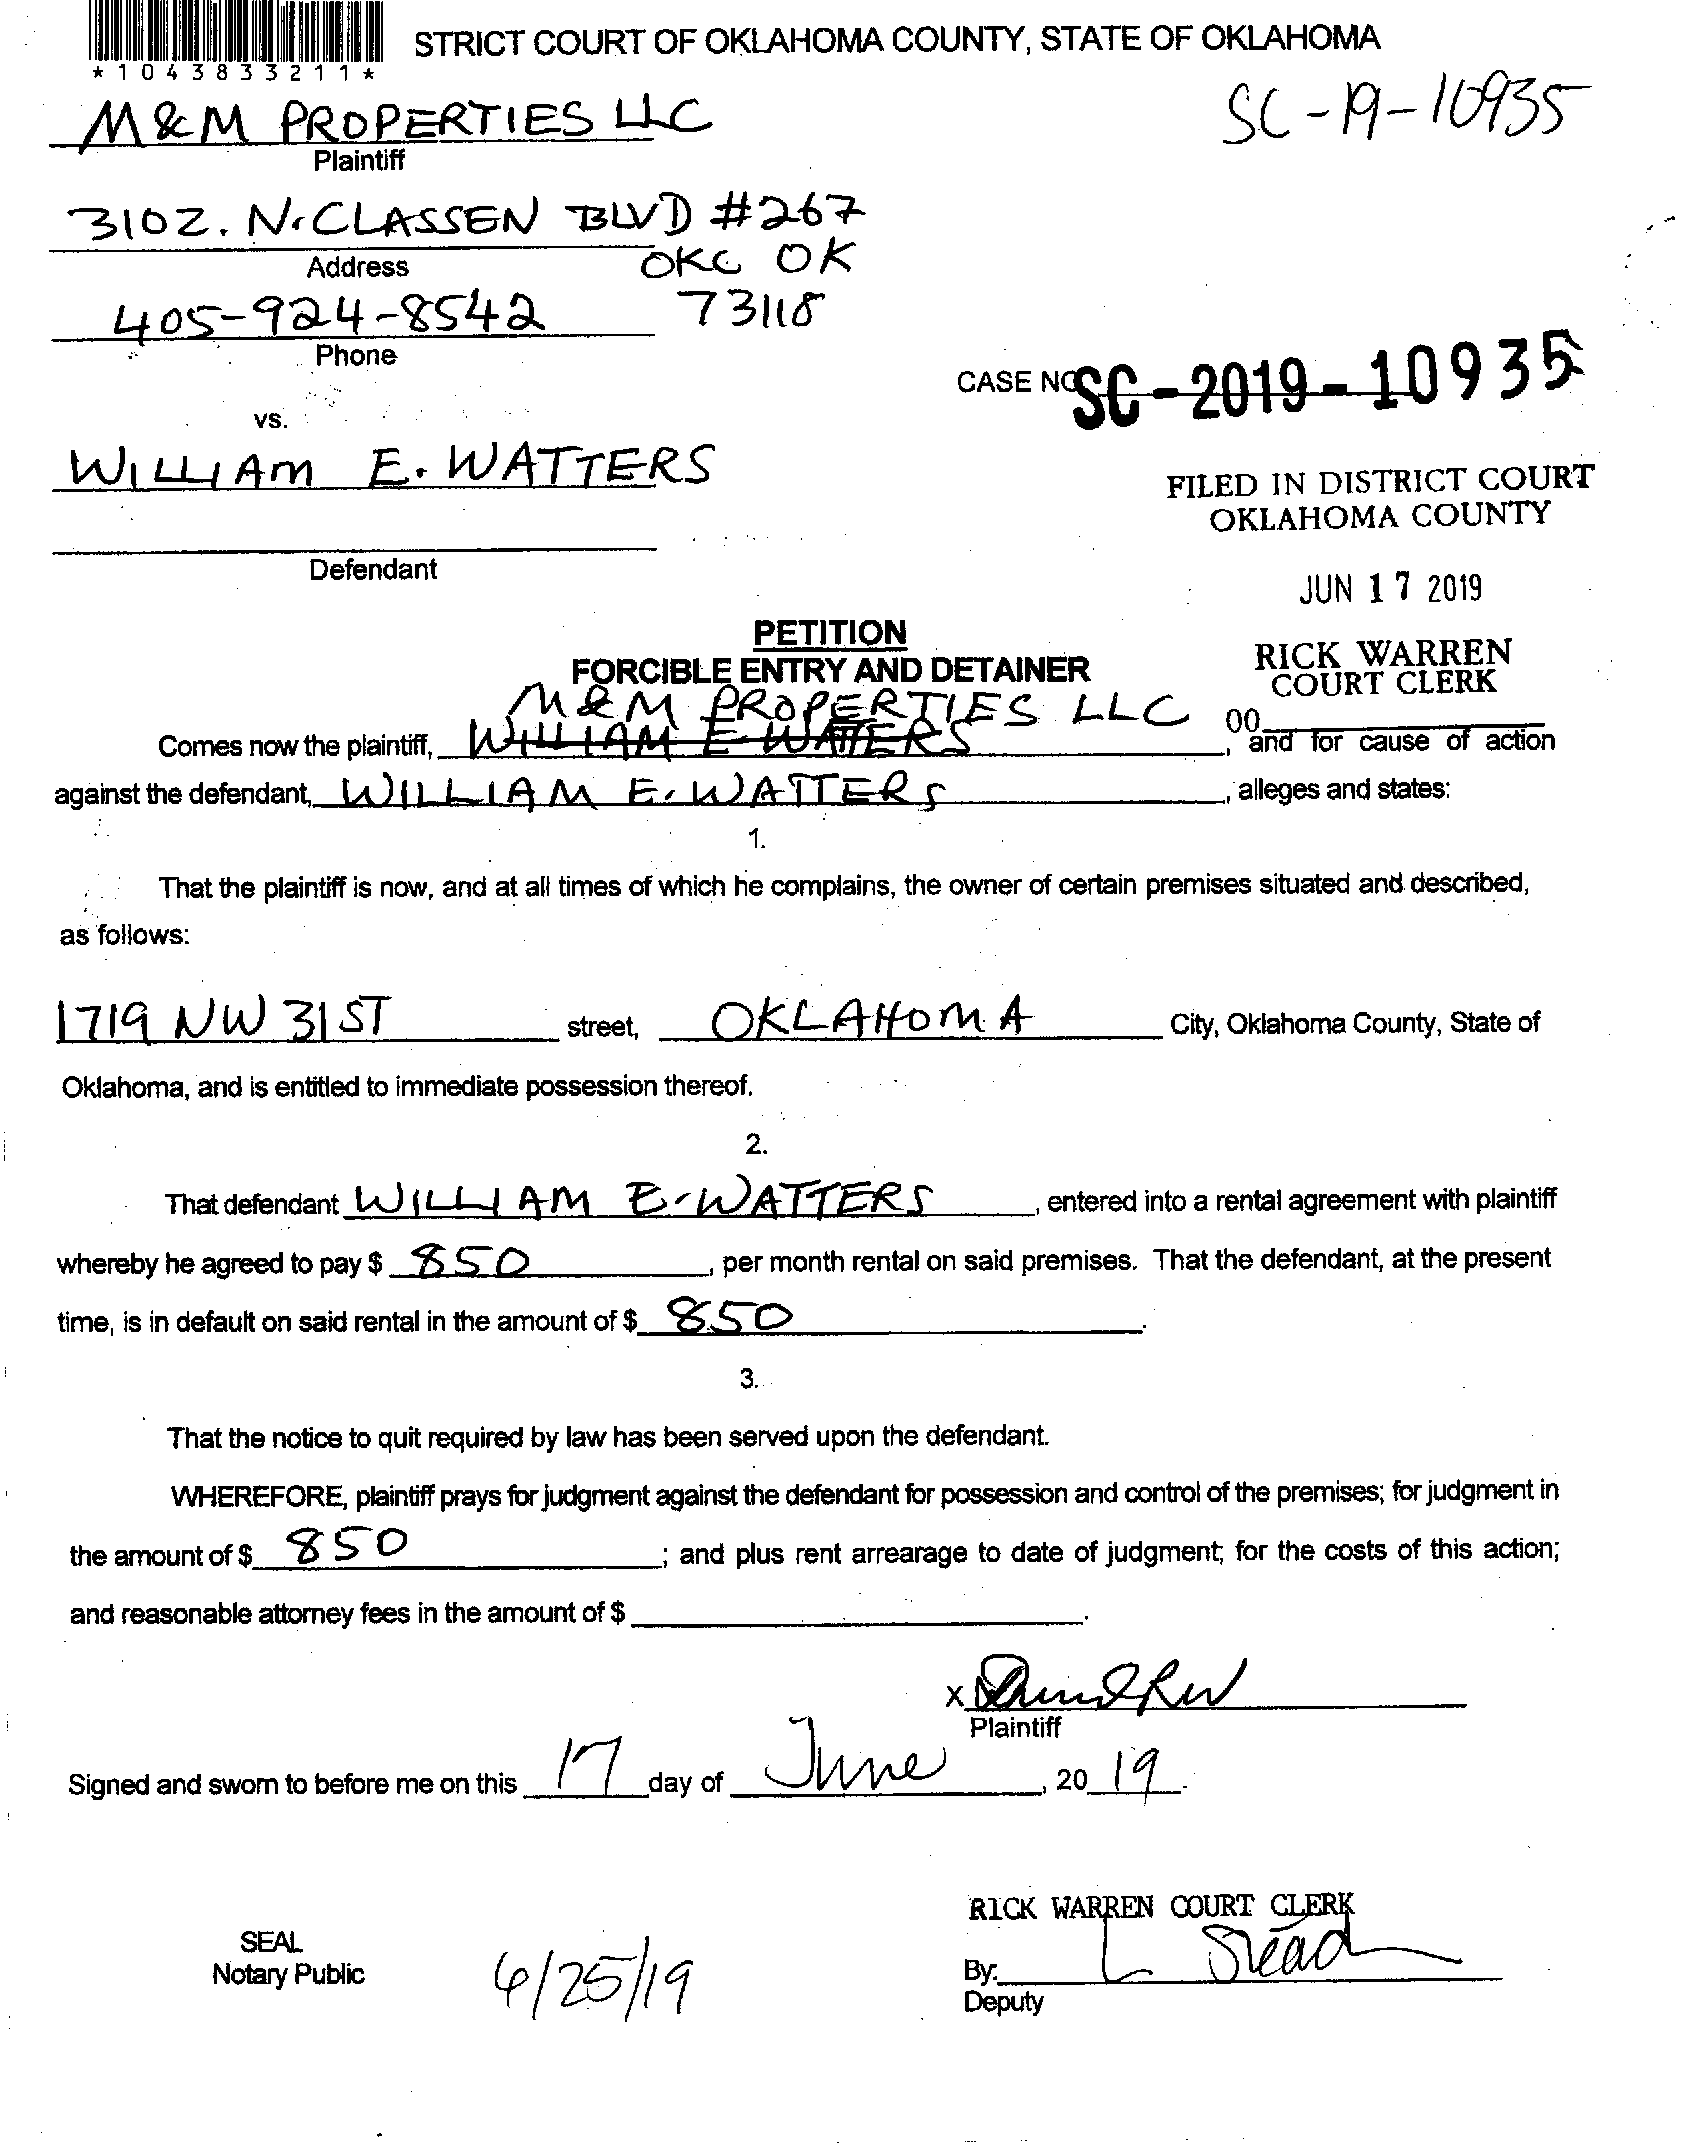 STRICT COURT OF OKLAHOMA COUNTY, STATE OF OKLAHOMA
*1043833211*
M&M PROPERTIES LLC
SC-19-10935
Plaintiff
3102. N. CLASSEN BLVD #267
Address
OKC OK
405-924-8542
73118
Phone
CASE NO SC-2019-10935
vs.
WILLIAM E. WATTERS
FILED IN DISTRICT COURT
OKLAHOMA COUNTY
Defendant
JUN 17 2019
PETITION
FORCIBLE ENTRY AND DETAINER
RICK WARREN
COURT CLERK
M&M PROPERTIES LLC
00
Comes now the plaintiff, WILLIAM E WATTERS, and for cause of action
against the defendant, WILLIAM E. WATTERS, alleges and states:
1.
That the plaintiff is now, and at all times of which he complains, the owner of certain premises situated and described,
as follows:
1719 NW 31ST street, OKLAHOMA City, Oklahoma County, State of
Oklahoma, and is entitled to immediate possession thereof.
2.
That defendant WILLIAM E. WATTERS, entered into a rental agreement with plaintiff
whereby he agreed to pay $ 850, per month rental on said premises. That the defendant, at the present
time, is in default on said rental in the amount of $ 850.
3.
That the notice to quit required by law has been served upon the defendant.
WHEREFORE, plaintiff prays for judgment against the defendant for possession and control of the premises; for judgment in
the amount of $ 850; and plus rent arrearage to date of judgment; for the costs of this action;
and reasonable attorney fees in the amount of $ .
X
Plaintiff
Signed and sworn to before me on this 17 day of June, 20 19.
RICK WARREN COURT CLERK
SEAL
Notary Public
6/25/19
By: L Stead
Deputy